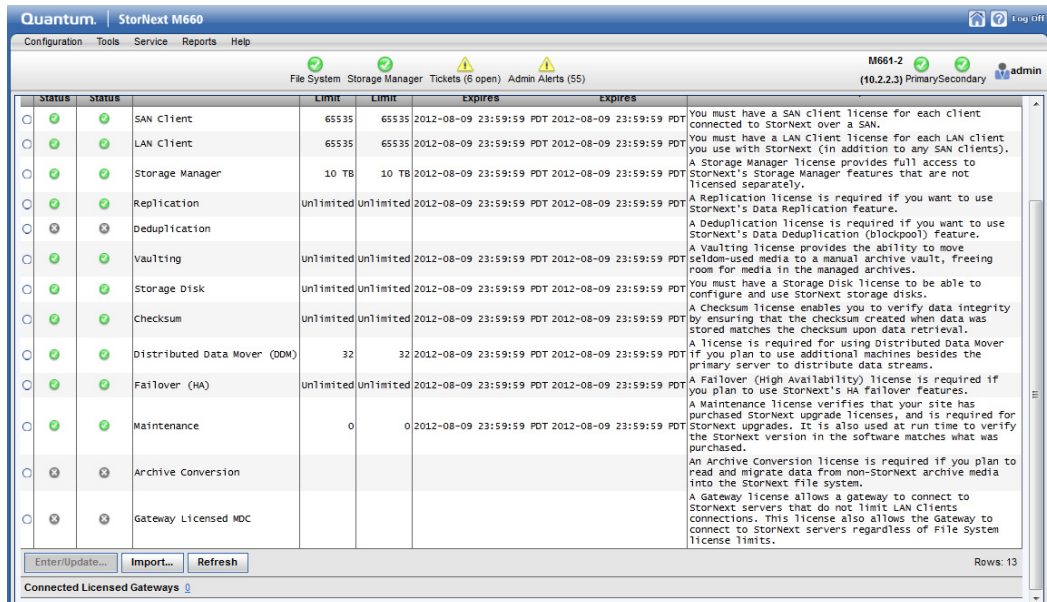 Quantum. StorNext M660 Log Off
Configuration Tools Service Reports Help
File System Storage Manager Tickets (6 open) Admin Alerts (55)
M661-2
(10.2.2.3) Primary Secondary
admin
Status Status Limit Limit Expires Expires
SAN Client 65535 65535 2012-08-09 23:59:59 PDT 2012-08-09 23:59:59 PDT
You must have a SAN client license for each client
connected to StorNext over a SAN.
LAN Client 65535 65535 2012-08-09 23:59:59 PDT 2012-08-09 23:59:59 PDT
You must have a LAN Client license for each LAN client
you use with StorNext (in addition to any SAN clients).
Storage Manager 10 TB 10 TB 2012-08-09 23:59:59 PDT 2012-08-09 23:59:59 PDT
A Storage Manager license provides full access to
StorNext's Storage Manager features that are not
licensed separately.
Replication Unlimited Unlimited 2012-08-09 23:59:59 PDT 2012-08-09 23:59:59 PDT
A Replication license is required if you want to use
StorNext's Data Replication feature.
Deduplication
A Deduplication license is required if you want to use
StorNext's Data Deduplication (blockpool) feature.
Vaulting Unlimited Unlimited 2012-08-09 23:59:59 PDT 2012-08-09 23:59:59 PDT
A Vaulting license provides the ability to move
seldom-used media to a manual archive vault, freeing
room for media in the managed archives.
Storage Disk Unlimited Unlimited 2012-08-09 23:59:59 PDT 2012-08-09 23:59:59 PDT
You must have a Storage Disk license to be able to
configure and use StorNext storage disks.
Checksum Unlimited Unlimited 2012-08-09 23:59:59 PDT 2012-08-09 23:59:59 PDT
A Checksum license enables you to verify data integrity
by ensuring that the checksum created when data was
stored matches the checksum upon data retrieval.
Distributed Data Mover (DDM) 32 32 2012-08-09 23:59:59 PDT 2012-08-09 23:59:59 PDT
A license is required for using Distributed Data Mover
if you plan to use additional machines besides the
primary server to distribute data streams.
Failover (HA) Unlimited Unlimited 2012-08-09 23:59:59 PDT 2012-08-09 23:59:59 PDT
A Failover (High Availability) license is required if
you plan to use StorNext's HA failover features.
Maintenance 0 0 2012-08-09 23:59:59 PDT 2012-08-09 23:59:59 PDT
A Maintenance license verifies that your site has
purchased StorNext upgrade licenses, and is required for
StorNext upgrades. It is also used at run time to verify
the StorNext version in the software matches what was
purchased.
Archive Conversion
An Archive Conversion license is required if you plan to
read and migrate data from non-StorNext archive media
into the StorNext file system.
Gateway Licensed MDC
A Gateway license allows a gateway to connect to
StorNext servers that do not limit LAN Clients
connections. This license also allows the Gateway to
connect to StorNext servers regardless of File System
license limits.
Enter/Update... Import... Refresh Rows: 13
Connected Licensed Gateways 0